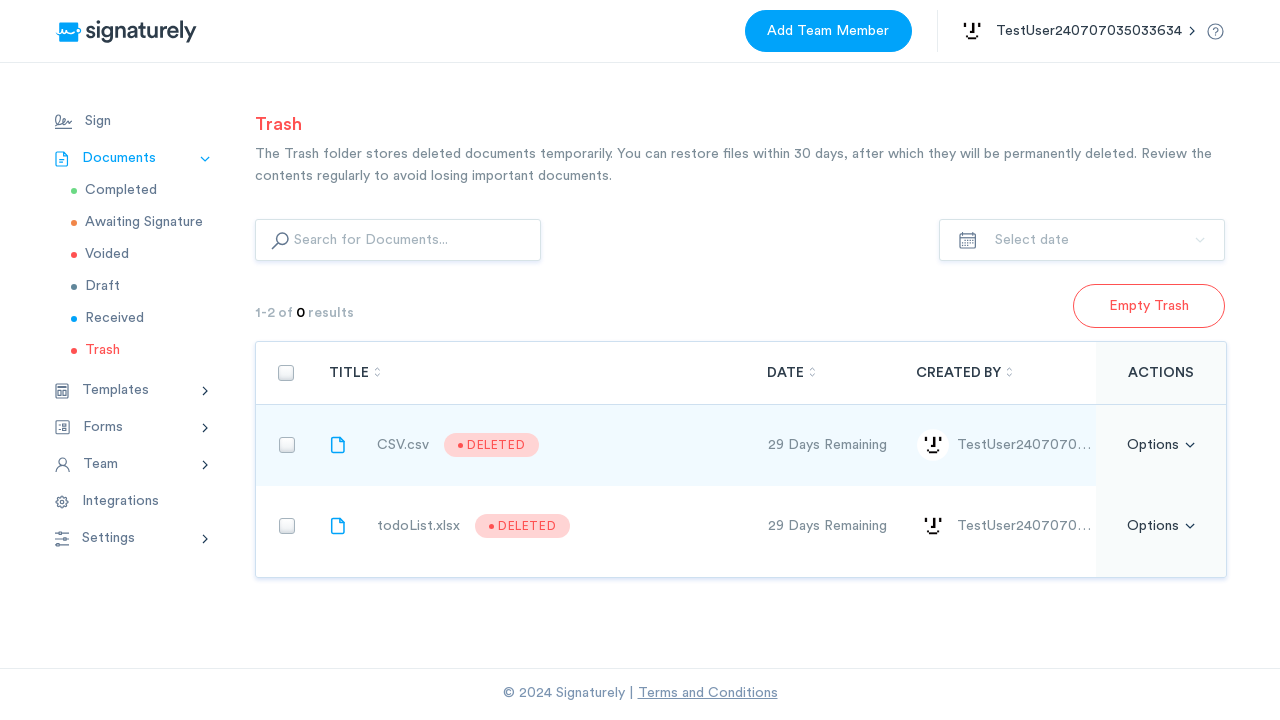 signaturely
Add Team Member
TestUser240707035033634
Sign
Documents
Completed
Awaiting Signature
Voided
Draft
Received
Trash
Templates
Forms
Team
Integrations
Settings
Trash
The Trash folder stores deleted documents temporarily. You can restore files within 30 days, after which they will be permanently deleted. Review the
contents regularly to avoid losing important documents.
Search for Documents...
Select date
1-2 of 0 results
Empty Trash
TITLE DATE CREATED BY ACTIONS
CSV.csv DELETED 29 Days Remaining TestUser2407070... Options
todoList.xlsx DELETED 29 Days Remaining TestUser2407070... Options
© 2024 Signaturely | Terms and Conditions